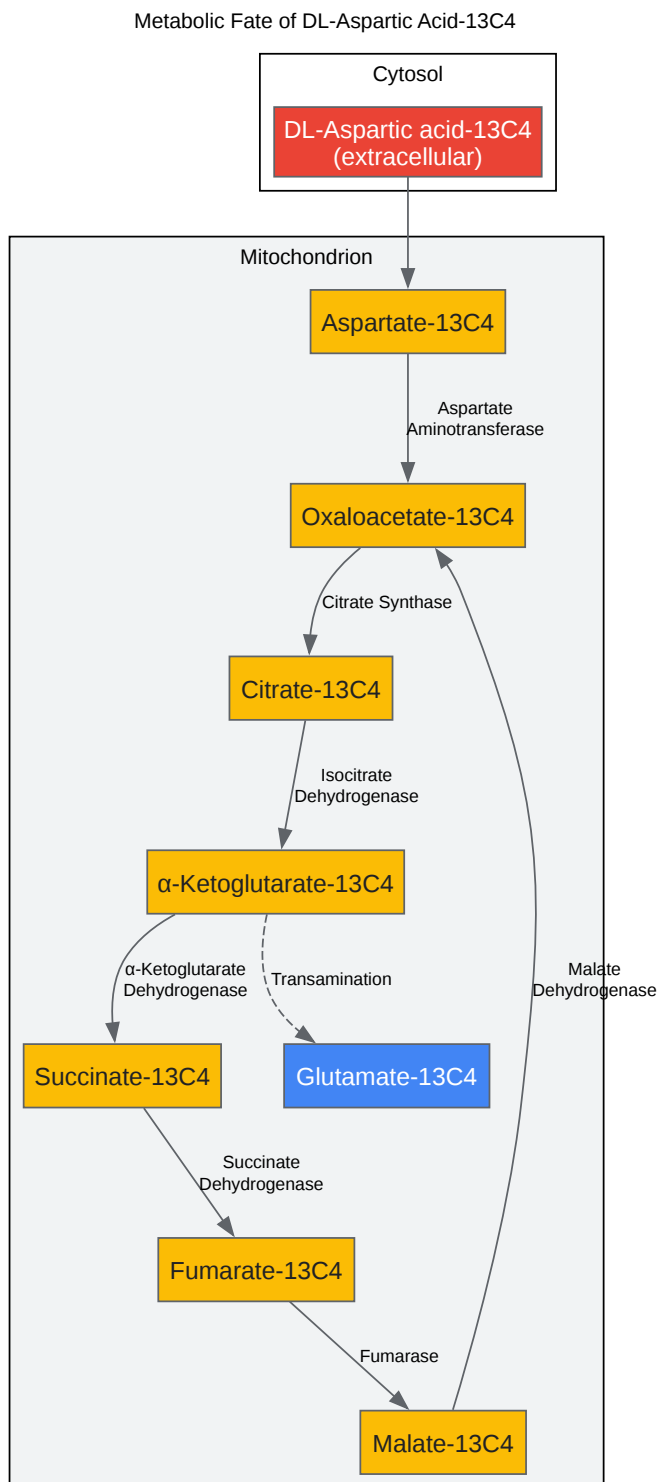 Metabolic Fate of DL-Aspartic Acid-13C4
Cytosol
DL-Aspartic acid-13C4
(extracellular)
Mitochondrion
Aspartate-13C4
Aspartate
Aminotransferase
Oxaloacetate-13C4
Citrate Synthase
Citrate-13C4
Isocitrate
Dehydrogenase
α-Ketoglutarate-13C4
α-Ketoglutarate
Dehydrogenase
Transamination
Malate
Dehydrogenase
Succinate-13C4
Glutamate-13C4
Succinate
Dehydrogenase
Fumarate-13C4
Fumarase
Malate-13C4